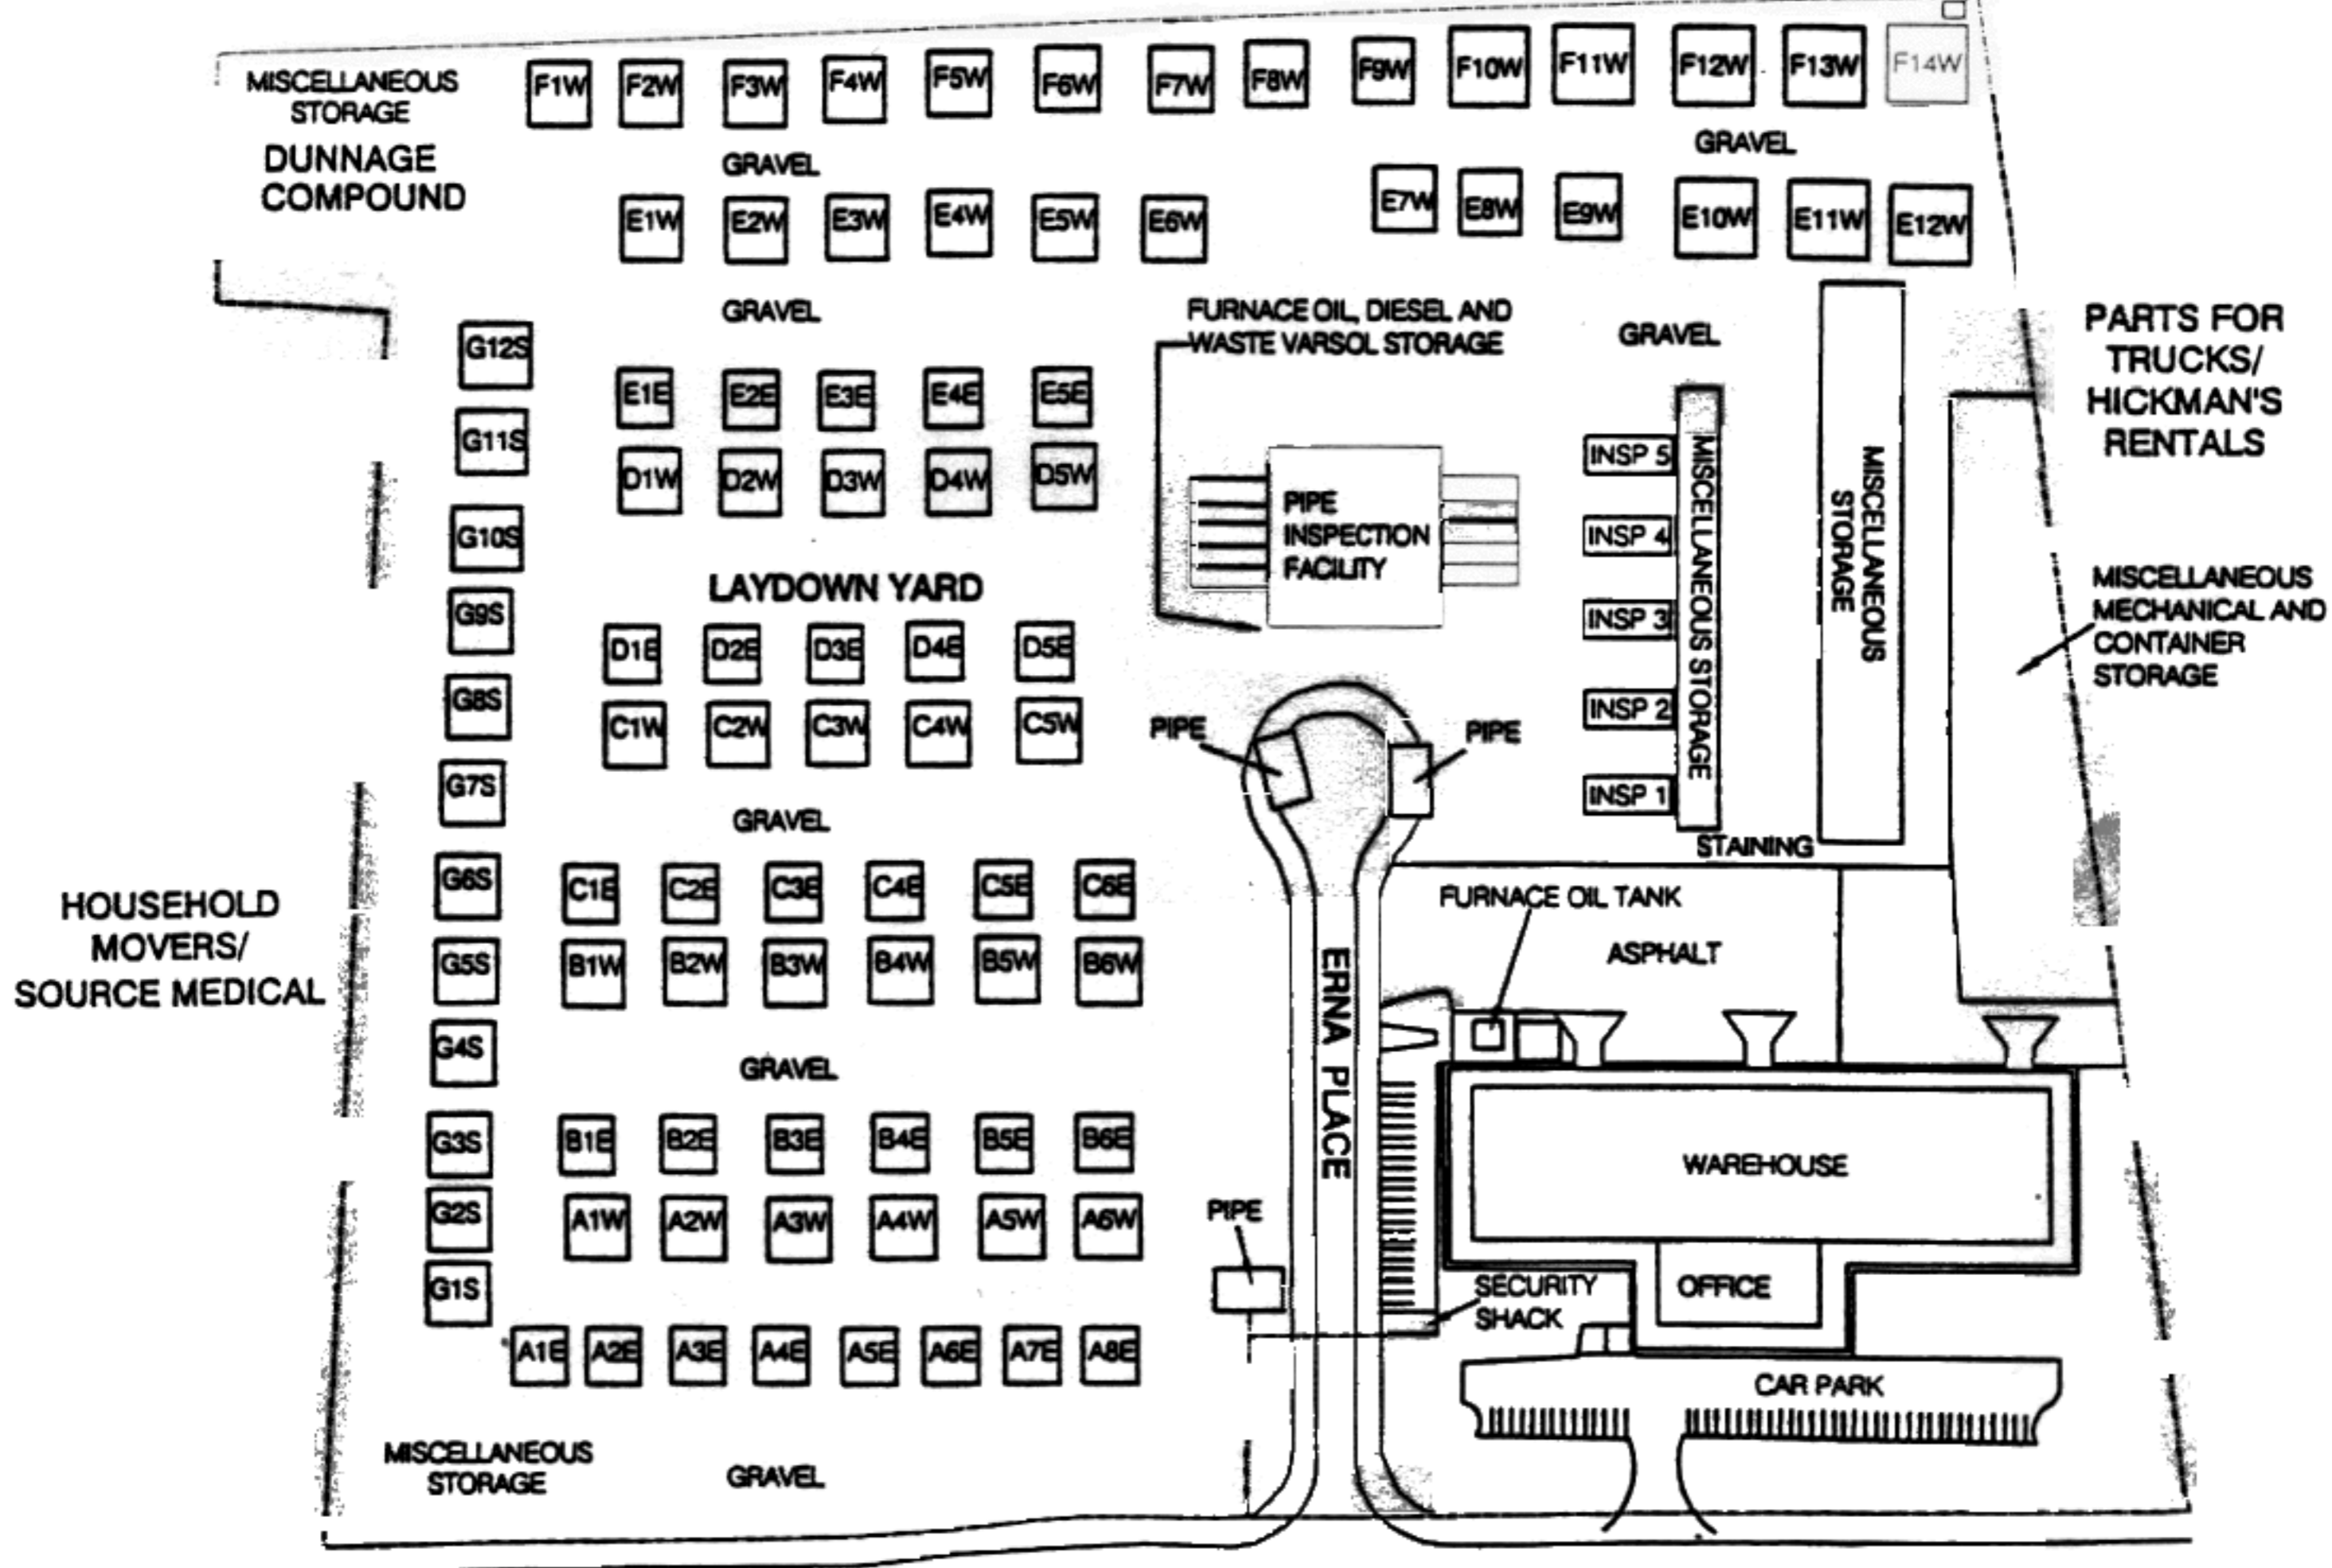 F1W
F2W
F3W
F4W
F5W
F6W
F7W
F8W
F9W
F10W
F11W
F12W
F13W
F14W
MISCELLANEOUS
STORAGE
DUNNAGE
COMPOUND
GRAVEL
GRAVEL
E1W
E2W
E3W
E4W
E5W
E6W
E7W
E8W
E9W
E10W
E11W
E12W
GRAVEL
FURNACE OIL, DIESEL AND
WASTE VARSOL STORAGE
GRAVEL
PARTS FOR
TRUCKS/
HICKMAN'S
RENTALS
G12S
G11S
G10S
G9S
G8S
G7S
G6S
G5S
G4S
G3S
G2S
G1S
E1E
E2E
E3E
E4E
E5E
D1W
D2W
D3W
D4W
D5W
PIPE
INSPECTION
FACILITY
INSP 5
INSP 4
INSP 3
INSP 2
INSP 1
MISCELLANEOUS STORAGE
MISCELLANEOUS
STORAGE
MISCELLANEOUS
MECHANICAL AND
CONTAINER
STORAGE
LAYDOWN YARD
D1E
D2E
D3E
D4E
D5E
C1W
C2W
C3W
C4W
C5W
PIPE
PIPE
GRAVEL
STAINING
HOUSEHOLD
MOVERS/
SOURCE MEDICAL
C1E
C2E
C3E
C4E
C5E
C6E
B1W
B2W
B3W
B4W
B5W
B6W
FURNACE OIL TANK
ASPHALT
ERNA PLACE
GRAVEL
B1E
B2E
B3E
B4E
B5E
B6E
A1W
A2W
A3W
A4W
A5W
A6W
WAREHOUSE
PIPE
SECURITY
SHACK
OFFICE
A1E
A2E
A3E
A4E
A5E
A6E
A7E
A8E
CAR PARK
MISCELLANEOUS
STORAGE
GRAVEL